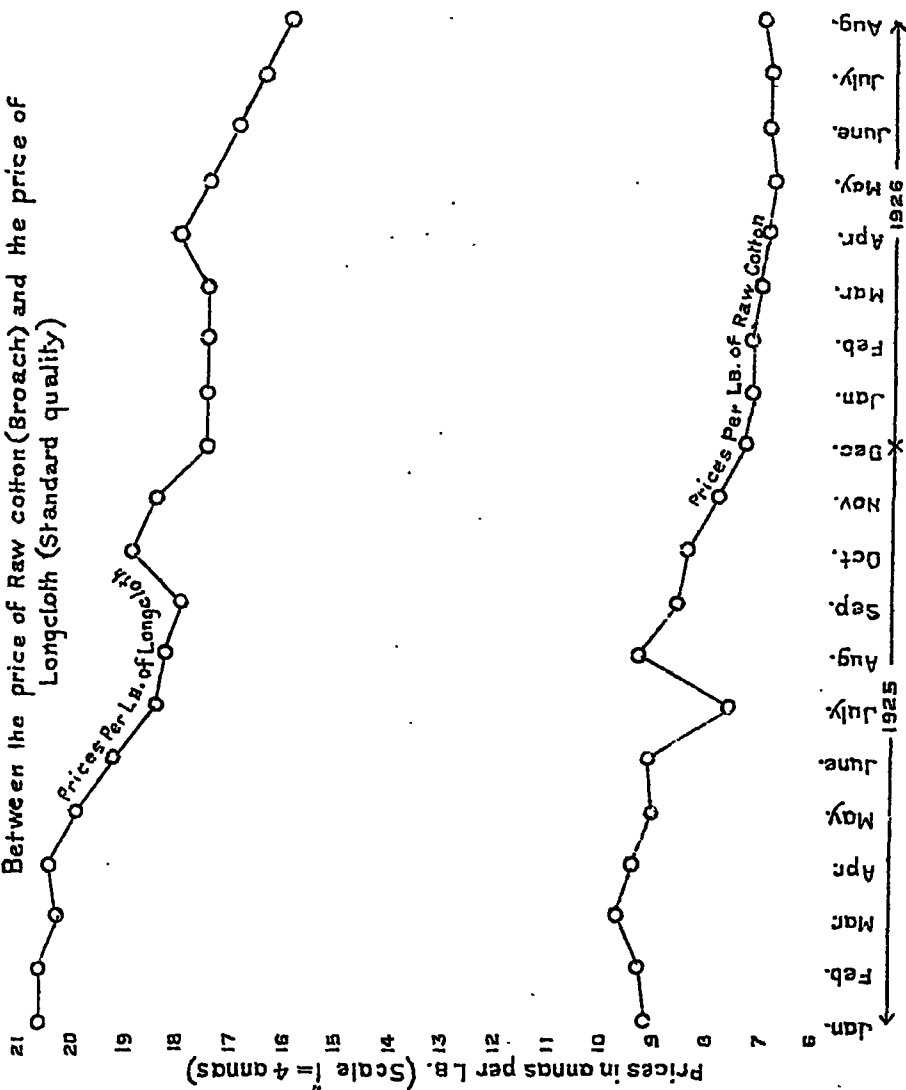 Between the price of Raw cotton (Broach) and the price of
Longcloth (Standard quality)
Prices in annas per LB. (Scale 1" = 4 annas)
21
20
19
18
17
16
15
14
13
12
11
10
9
8
7
6
Prices Per LB. of Longcloth
Prices Per LB. of Raw Cotton
Jan.
Feb.
Mar.
Apr.
May.
June.
July.
Aug.
Sep.
Oct.
Nov.
Dec.
Jan.
Feb.
Mar.
Apr.
May.
June.
July.
Aug.
1925
1926